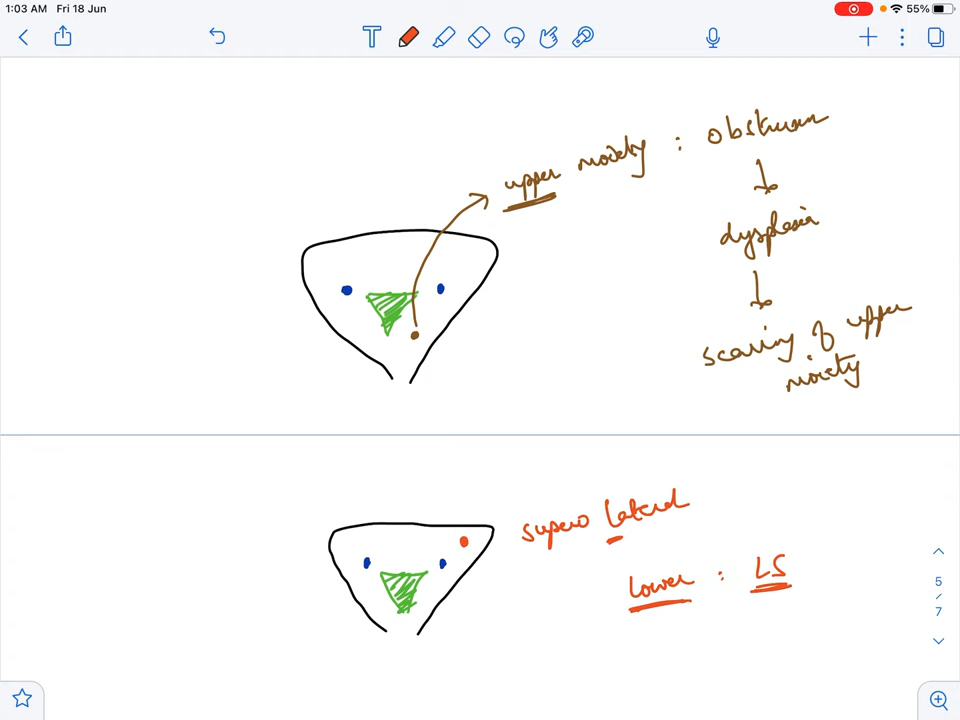 1:03 AM Fri 18 Jun
55%
T
upper moiety : obstruction
dysplasia
scarring of upper
moiety
supero lateral
lower : LS
5
/
7